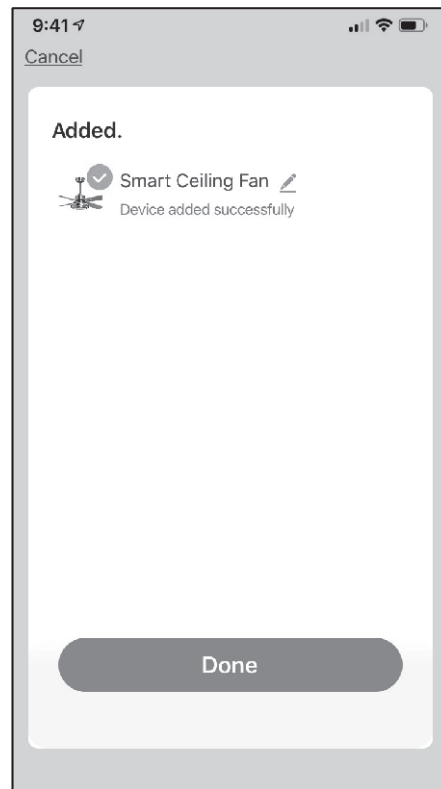 9:41
Cancel
Added.
Smart Ceiling Fan
Device added successfully
Done